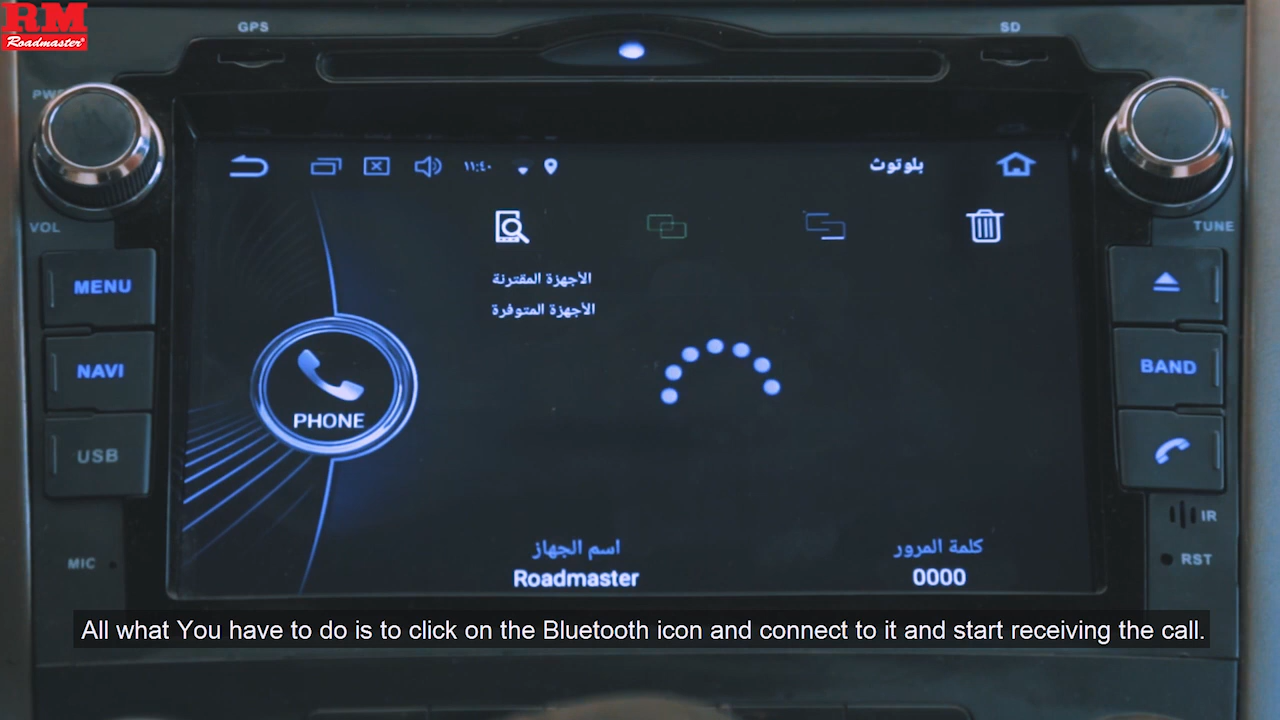 RM
Roadmaster®
GPS
SD
VOL
TUNE
MENU
NAVI
USB
MIC
BAND
IR
RST
١١:٤٠
بلوتوث
الأجهزة المقترنة
الأجهزة المتوفرة
PHONE
اسم الجهاز
Roadmaster
كلمة المرور
0000
All what You have to do is to click on the Bluetooth icon and connect to it and start receiving the call.